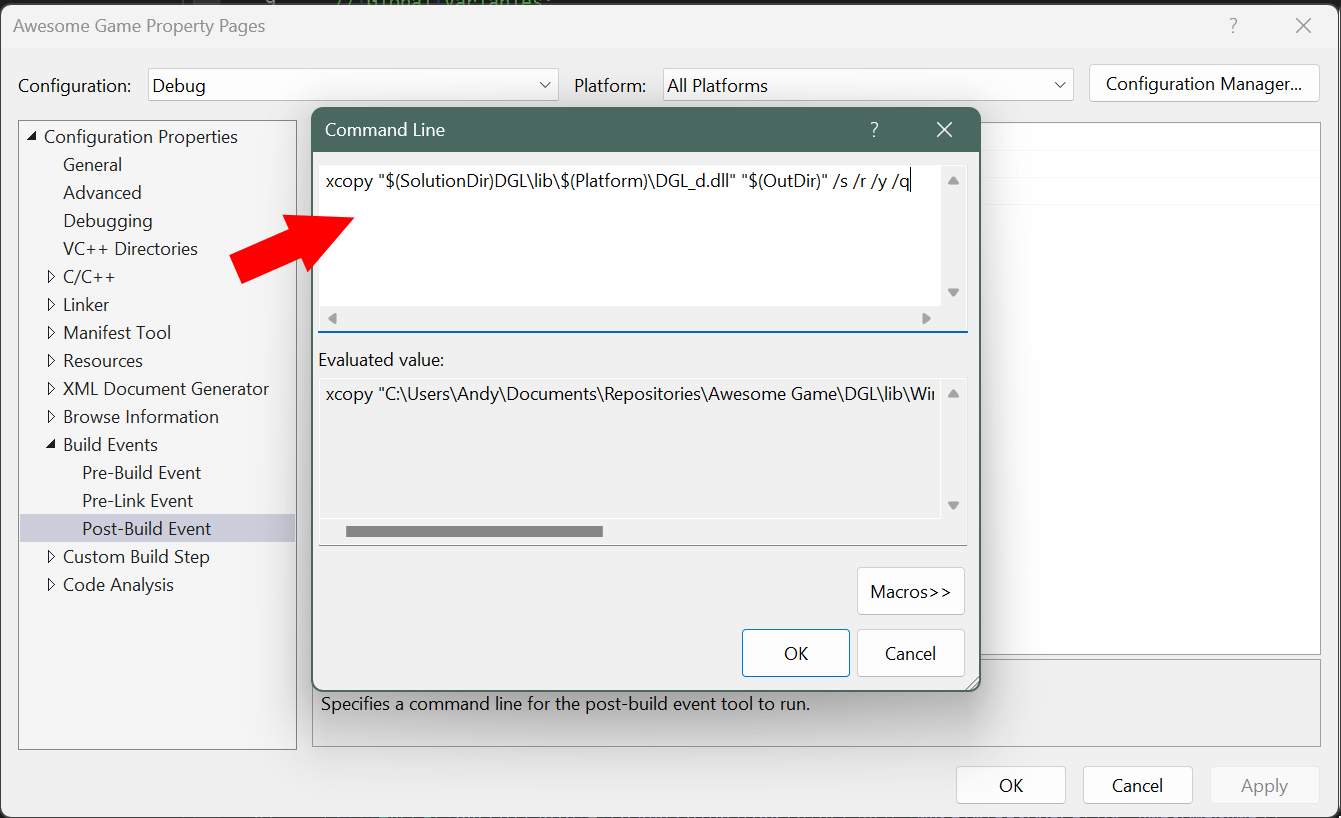 // Global variables
Awesome Game Property Pages
?
Configuration:
Debug
Platform:
All Platforms
Configuration Manager...
Configuration Properties
General
Advanced
Debugging
VC++ Directories
C/C++
Linker
Manifest Tool
Resources
XML Document Generator
Browse Information
Build Events
Pre-Build Event
Pre-Link Event
Post-Build Event
Custom Build Step
Code Analysis
Command Line
?
xcopy "$(SolutionDir)DGL\lib\$(Platform)\DGL_d.dll" "$(OutDir)" /s /r /y /q
Evaluated value:
xcopy "C:\Users\Andy\Documents\Repositories\Awesome Game\DGL\lib\Win
Macros>>
OK
Cancel
Specifies a command line for the post-build event tool to run.
OK
Cancel
Apply